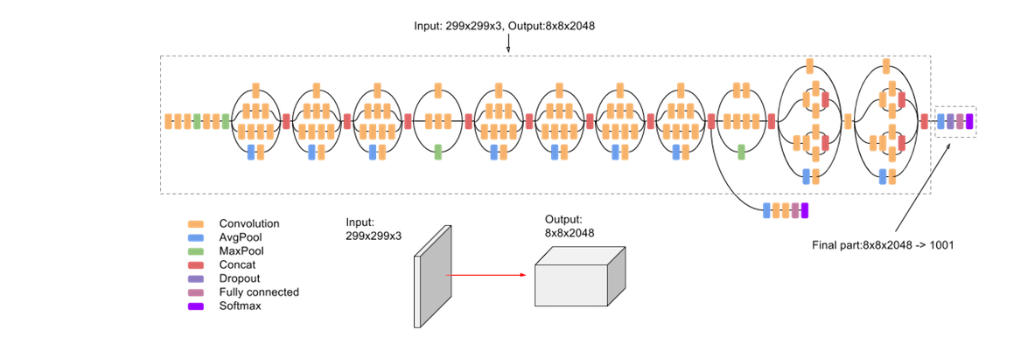 Input: 299x299x3, Output:8x8x2048
Convolution
AvgPool
MaxPool
Concat
Dropout
Fully connected
Softmax
Input:
299x299x3
Output:
8x8x2048
Final part:8x8x2048 -> 1001